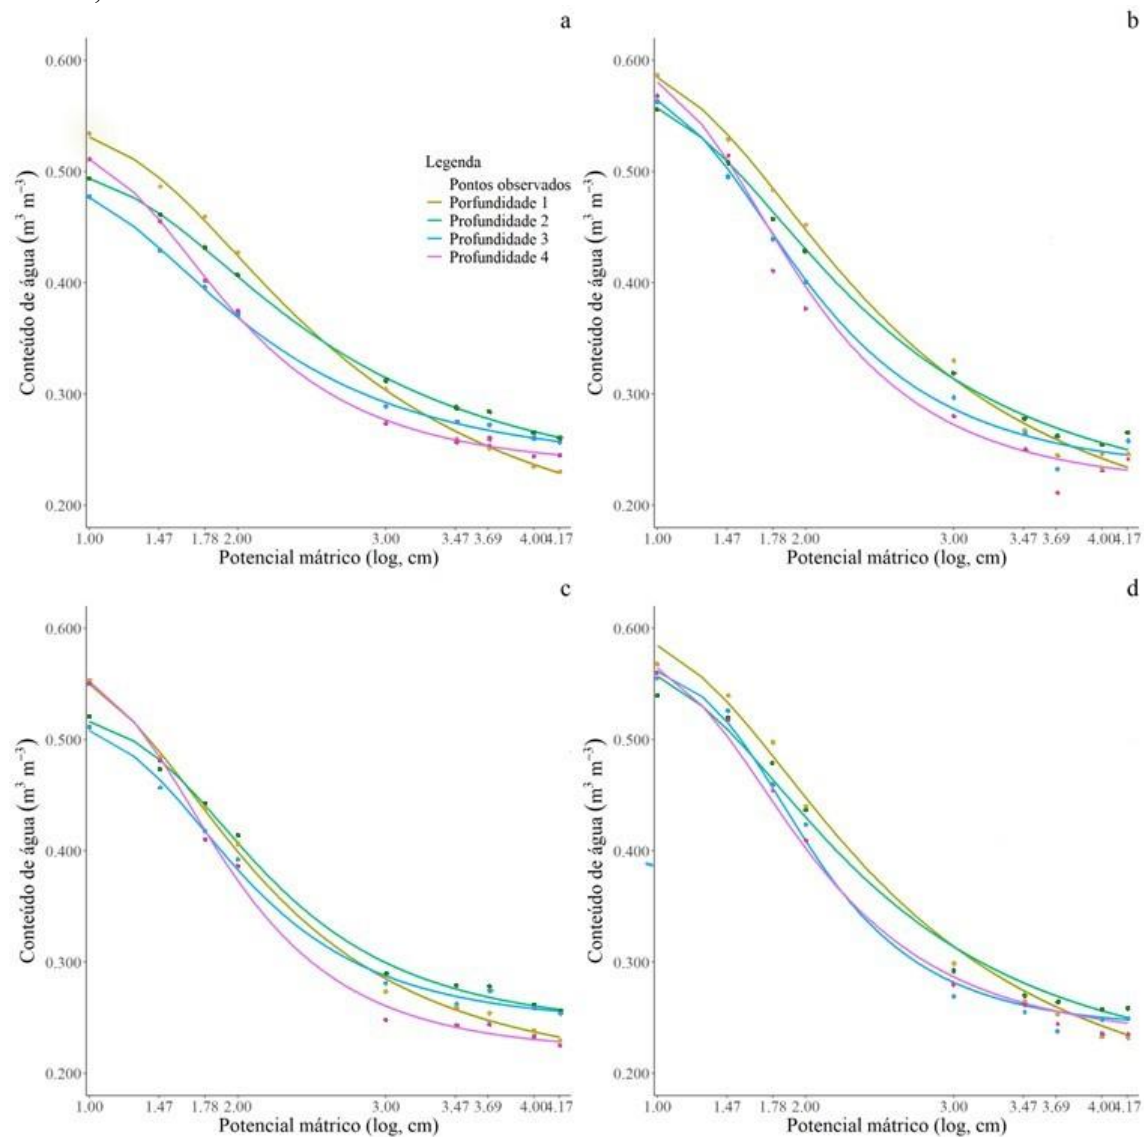 a
0.600
0.500
0.400
0.300
0.200
Conteúdo de água (m³ m⁻³)
Legenda
Pontos observados
Porfundidade 1
Profundidade 2
Profundidade 3
Profundidade 4
1.00 1.47 1.78 2.00 3.00 3.47 3.69 4.004.17
Potencial mátrico (log, cm)
b
0.600
0.500
0.400
0.300
0.200
Conteúdo de água (m³ m⁻³)
1.00 1.47 1.78 2.00 3.00 3.47 3.69 4.004.17
Potencial mátrico (log, cm)
c
0.600
0.500
0.400
0.300
0.200
Conteúdo de água (m³ m⁻³)
1.00 1.47 1.78 2.00 3.00 3.47 3.69 4.004.17
Potencial mátrico (log, cm)
d
0.600
0.500
0.400
0.300
0.200
Conteúdo de água (m³ m⁻³)
1.00 1.47 1.78 2.00 3.00 3.47 3.69 4.004.17
Potencial mátrico (log, cm)